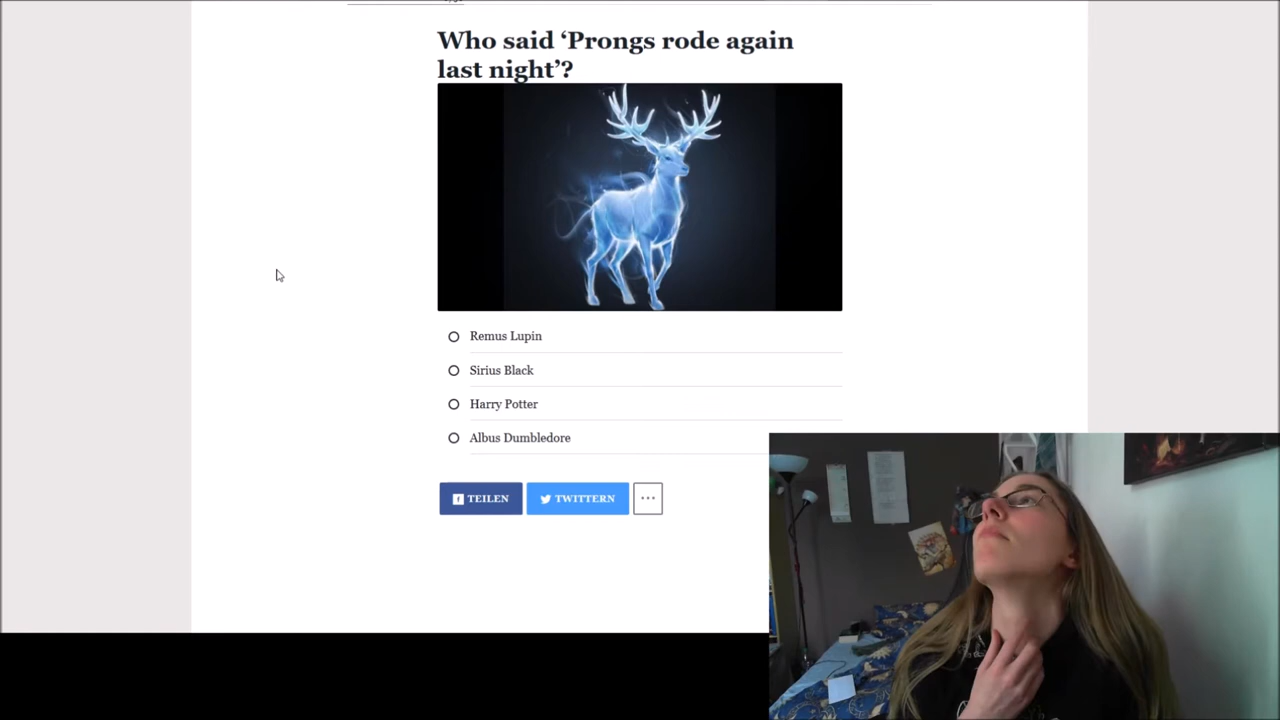 Who said ‘Prongs rode again
last night’?
Remus Lupin
Sirius Black
Harry Potter
Albus Dumbledore
TEILEN
TWITTERN